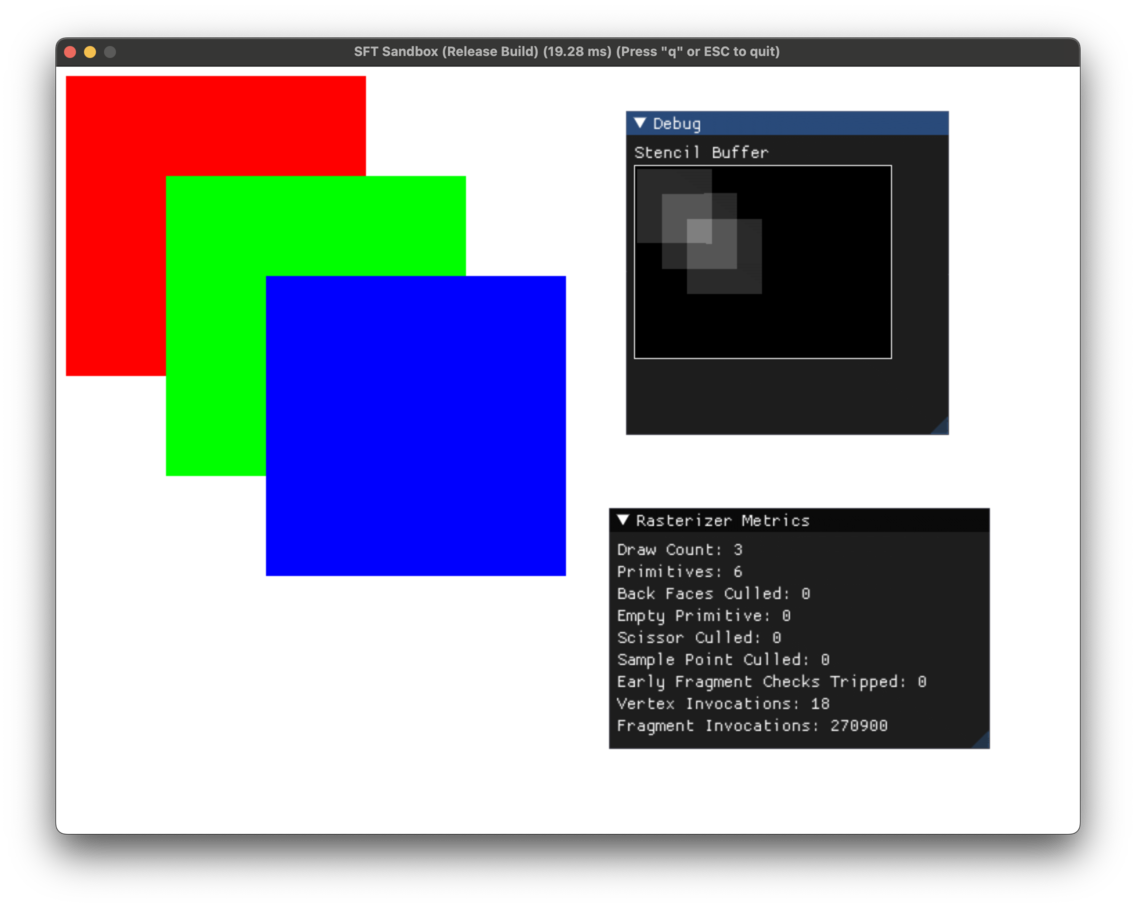 SFT Sandbox (Release Build) (19.28 ms) (Press "q" or ESC to quit)
Debug
Stencil Buffer
Rasterizer Metrics
Draw Count: 3
Primitives: 6
Back Faces Culled: 0
Empty Primitive: 0
Scissor Culled: 0
Sample Point Culled: 0
Early Fragment Checks Tripped: 0
Vertex Invocations: 18
Fragment Invocations: 270900